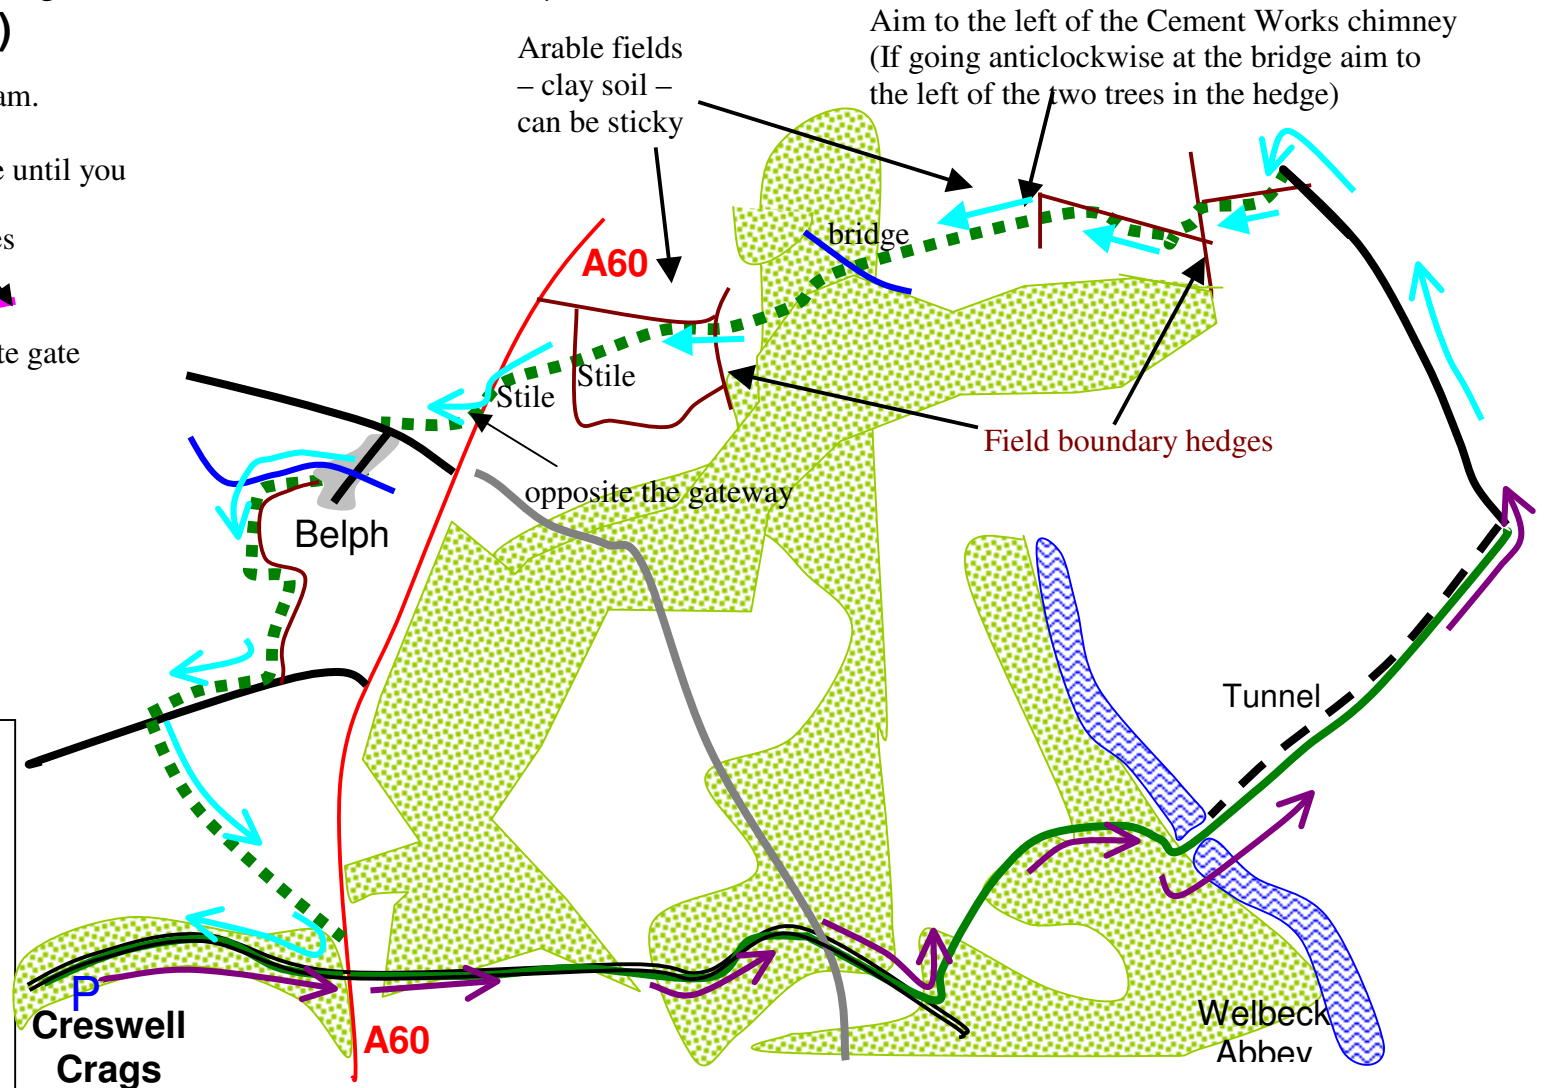 )
am.
e until you
es
te gate
Arable fields
– clay soil –
can be sticky
Aim to the left of the Cement Works chimney
(If going anticlockwise at the bridge aim to
the left of the two trees in the hedge)
bridge
A60
Stile
Stile
Field boundary hedges
opposite the gateway
Belph
Tunnel
P
Creswell
Crags
A60
Welbeck
Abbey